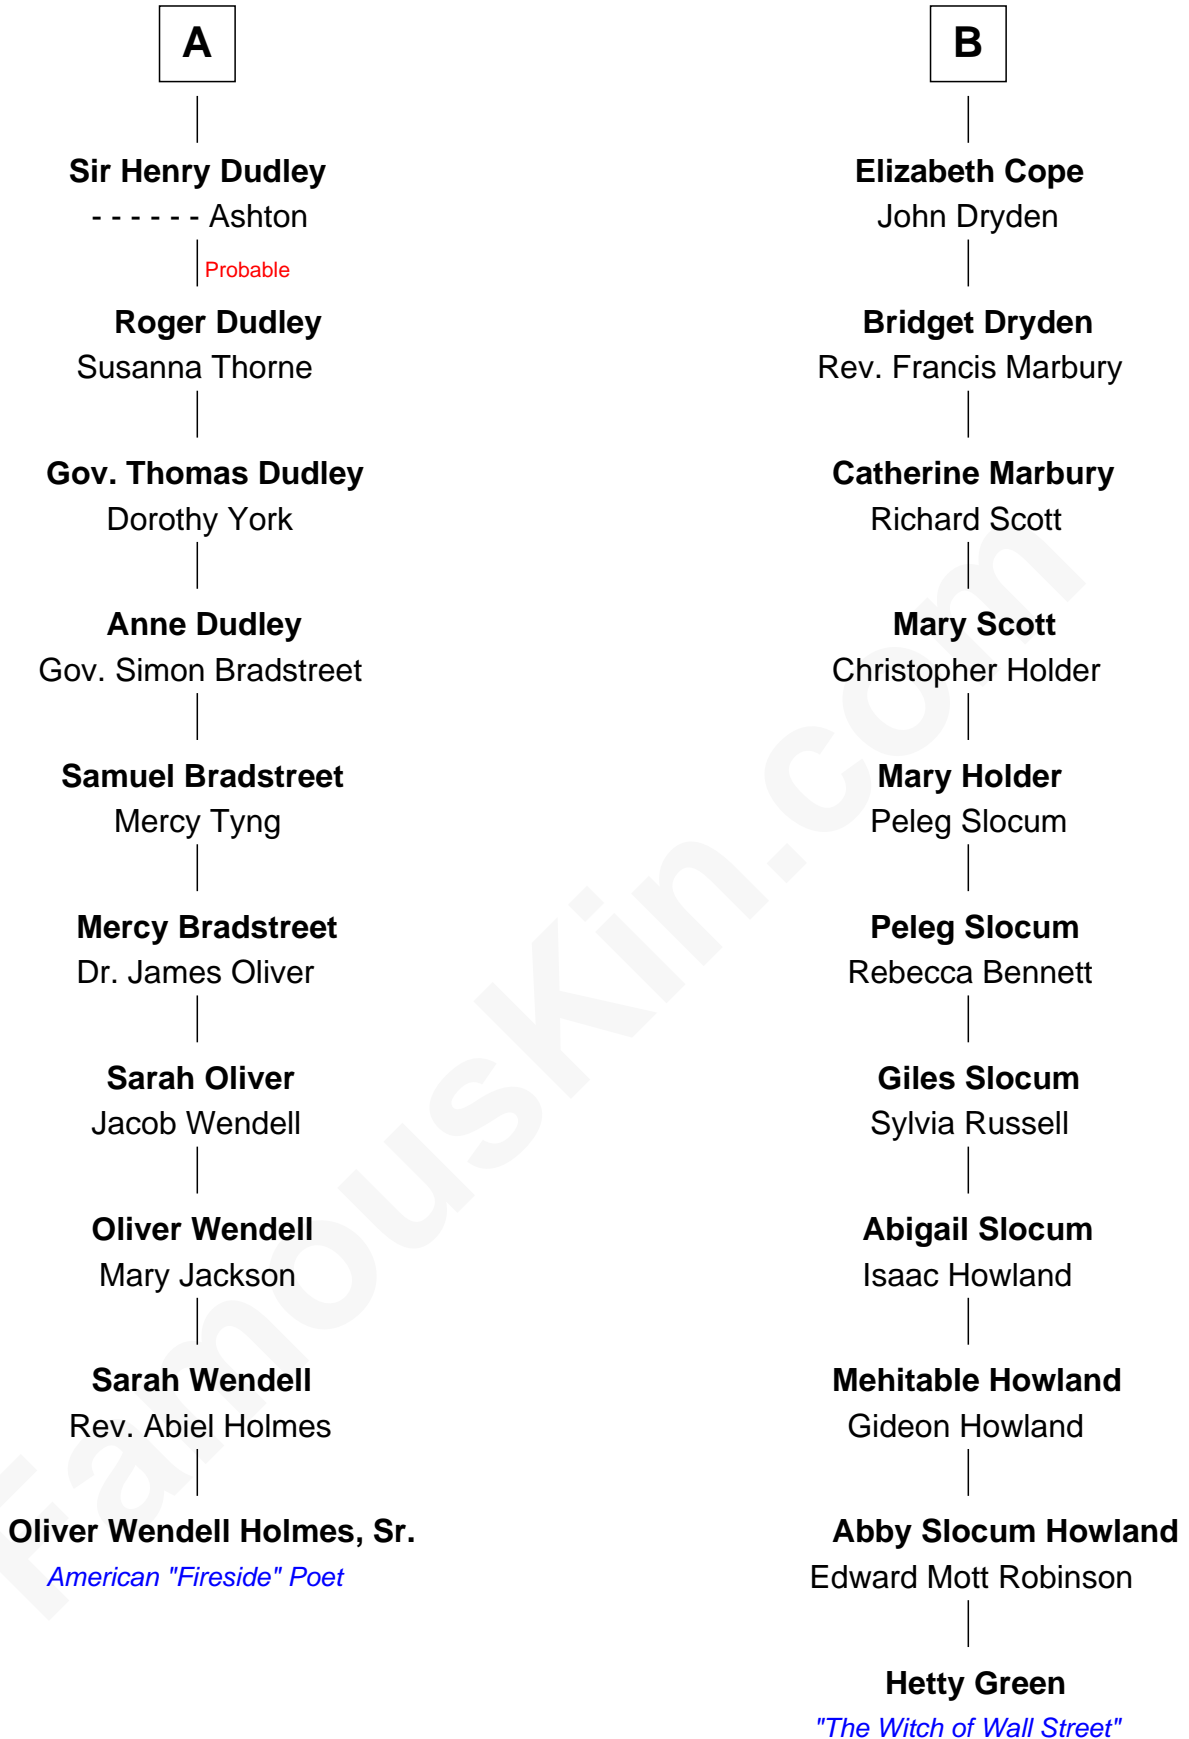 A
Sir Henry Dudley
- - - - - - Ashton
Probable
Roger Dudley
Susanna Thorne
Gov. Thomas Dudley
Dorothy York
Anne Dudley
Gov. Simon Bradstreet
Samuel Bradstreet
Mercy Tyng
Mercy Bradstreet
Dr. James Oliver
Sarah Oliver
Jacob Wendell
Oliver Wendell
Mary Jackson
Sarah Wendell
Rev. Abiel Holmes
Oliver Wendell Holmes, Sr.
American "Fireside" Poet
B
Elizabeth Cope
John Dryden
Bridget Dryden
Rev. Francis Marbury
Catherine Marbury
Richard Scott
Mary Scott
Christopher Holder
Mary Holder
Peleg Slocum
Peleg Slocum
Rebecca Bennett
Giles Slocum
Sylvia Russell
Abigail Slocum
Isaac Howland
Mehitable Howland
Gideon Howland
Abby Slocum Howland
Edward Mott Robinson
Hetty Green
"The Witch of Wall Street"
FamousKin.com